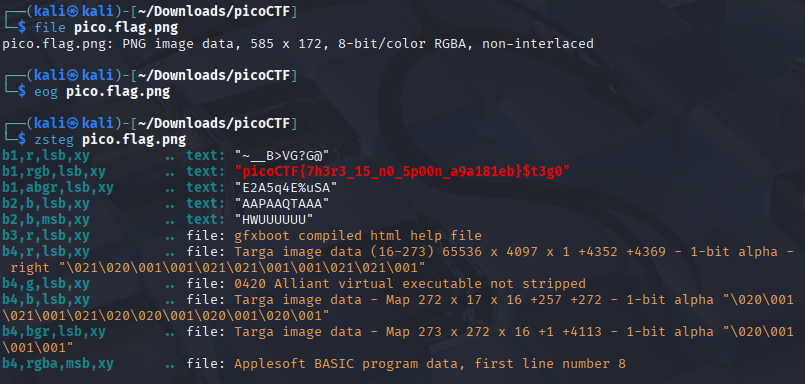 ┌──(kali㉿kali)-[~/Downloads/picoCTF]
└─$ file pico.flag.png
pico.flag.png: PNG image data, 585 x 172, 8-bit/color RGBA, non-interlaced
┌──(kali㉿kali)-[~/Downloads/picoCTF]
└─$ eog pico.flag.png
┌──(kali㉿kali)-[~/Downloads/picoCTF]
└─$ zsteg pico.flag.png
b1,r,lsb,xy .. text: "~__B>VG?G@"
b1,rgb,lsb,xy .. text: "picoCTF{7h3r3_15_n0_5p00n_a9a181eb}$t3g0"
b1,abgr,lsb,xy .. text: "E2A5q4E%uSA"
b2,b,lsb,xy .. text: "AAPAAQTAAA"
b2,b,msb,xy .. text: "HWUUUUUU"
b3,r,lsb,xy .. file: gfxboot compiled html help file
b4,r,lsb,xy .. file: Targa image data (16-273) 65536 x 4097 x 1 +4352 +4369 - 1-bit alpha -
right "\021\020\001\001\021\021\001\001\021\021\001"
b4,g,lsb,xy .. file: 0420 Alliant virtual executable not stripped
b4,b,lsb,xy .. file: Targa image data - Map 272 x 17 x 16 +257 +272 - 1-bit alpha "\020\001
\021\001\021\020\020\001\020\001\020\001"
b4,bgr,lsb,xy .. file: Targa image data - Map 273 x 272 x 16 +1 +4113 - 1-bit alpha "\020\001
\001\001"
b4,rgba,msb,xy .. file: Applesoft BASIC program data, first line number 8